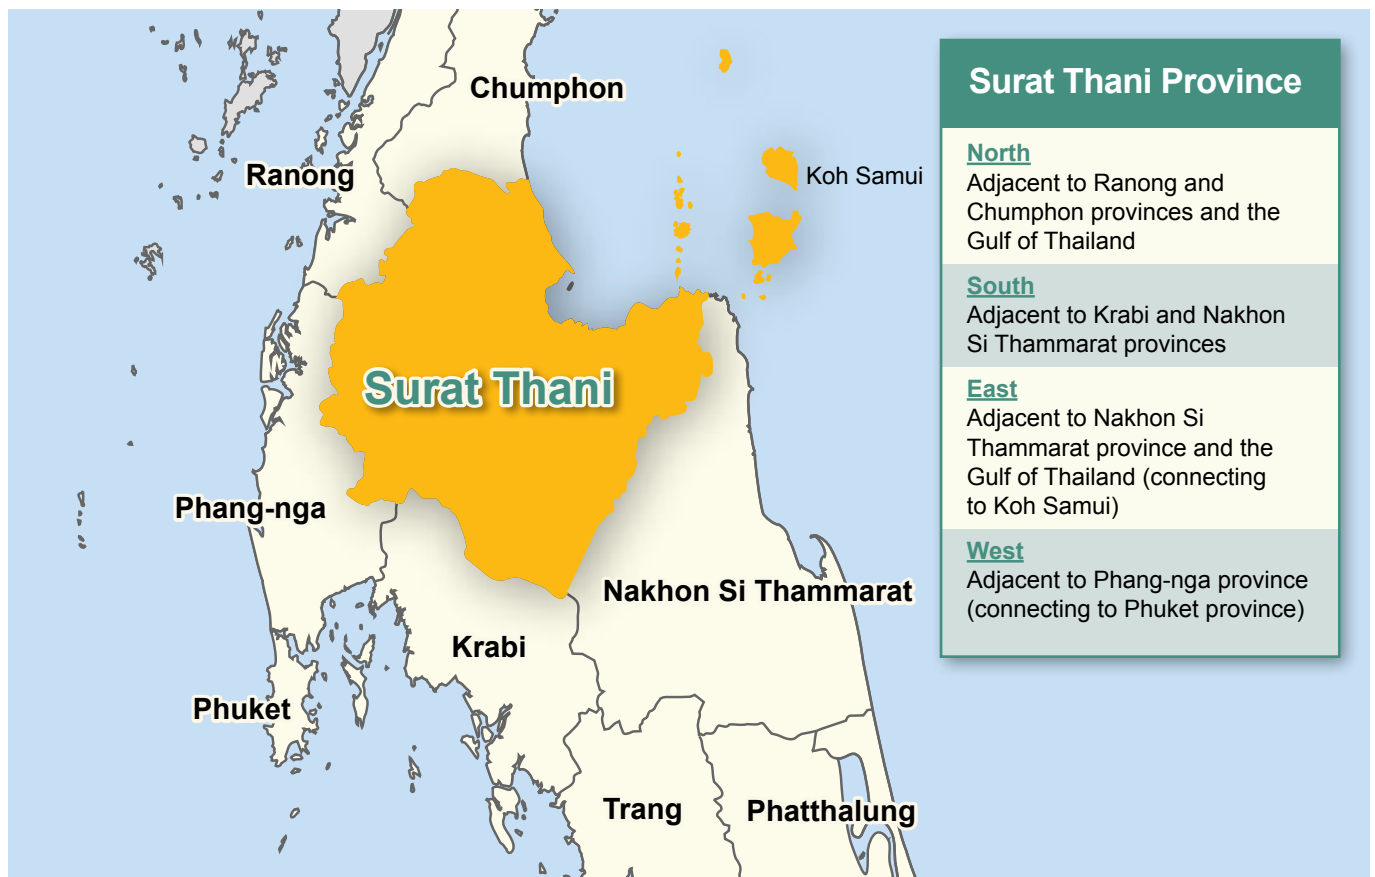 Chumphon
Ranong
Koh Samui
Surat Thani
Phang-nga
Nakhon Si Thammarat
Krabi
Phuket
Trang
Phatthalung
Surat Thani Province
North
Adjacent to Ranong and
Chumphon provinces and the
Gulf of Thailand
South
Adjacent to Krabi and Nakhon
Si Thammarat provinces
East
Adjacent to Nakhon Si
Thammarat province and the
Gulf of Thailand (connecting
to Koh Samui)
West
Adjacent to Phang-nga province
(connecting to Phuket province)